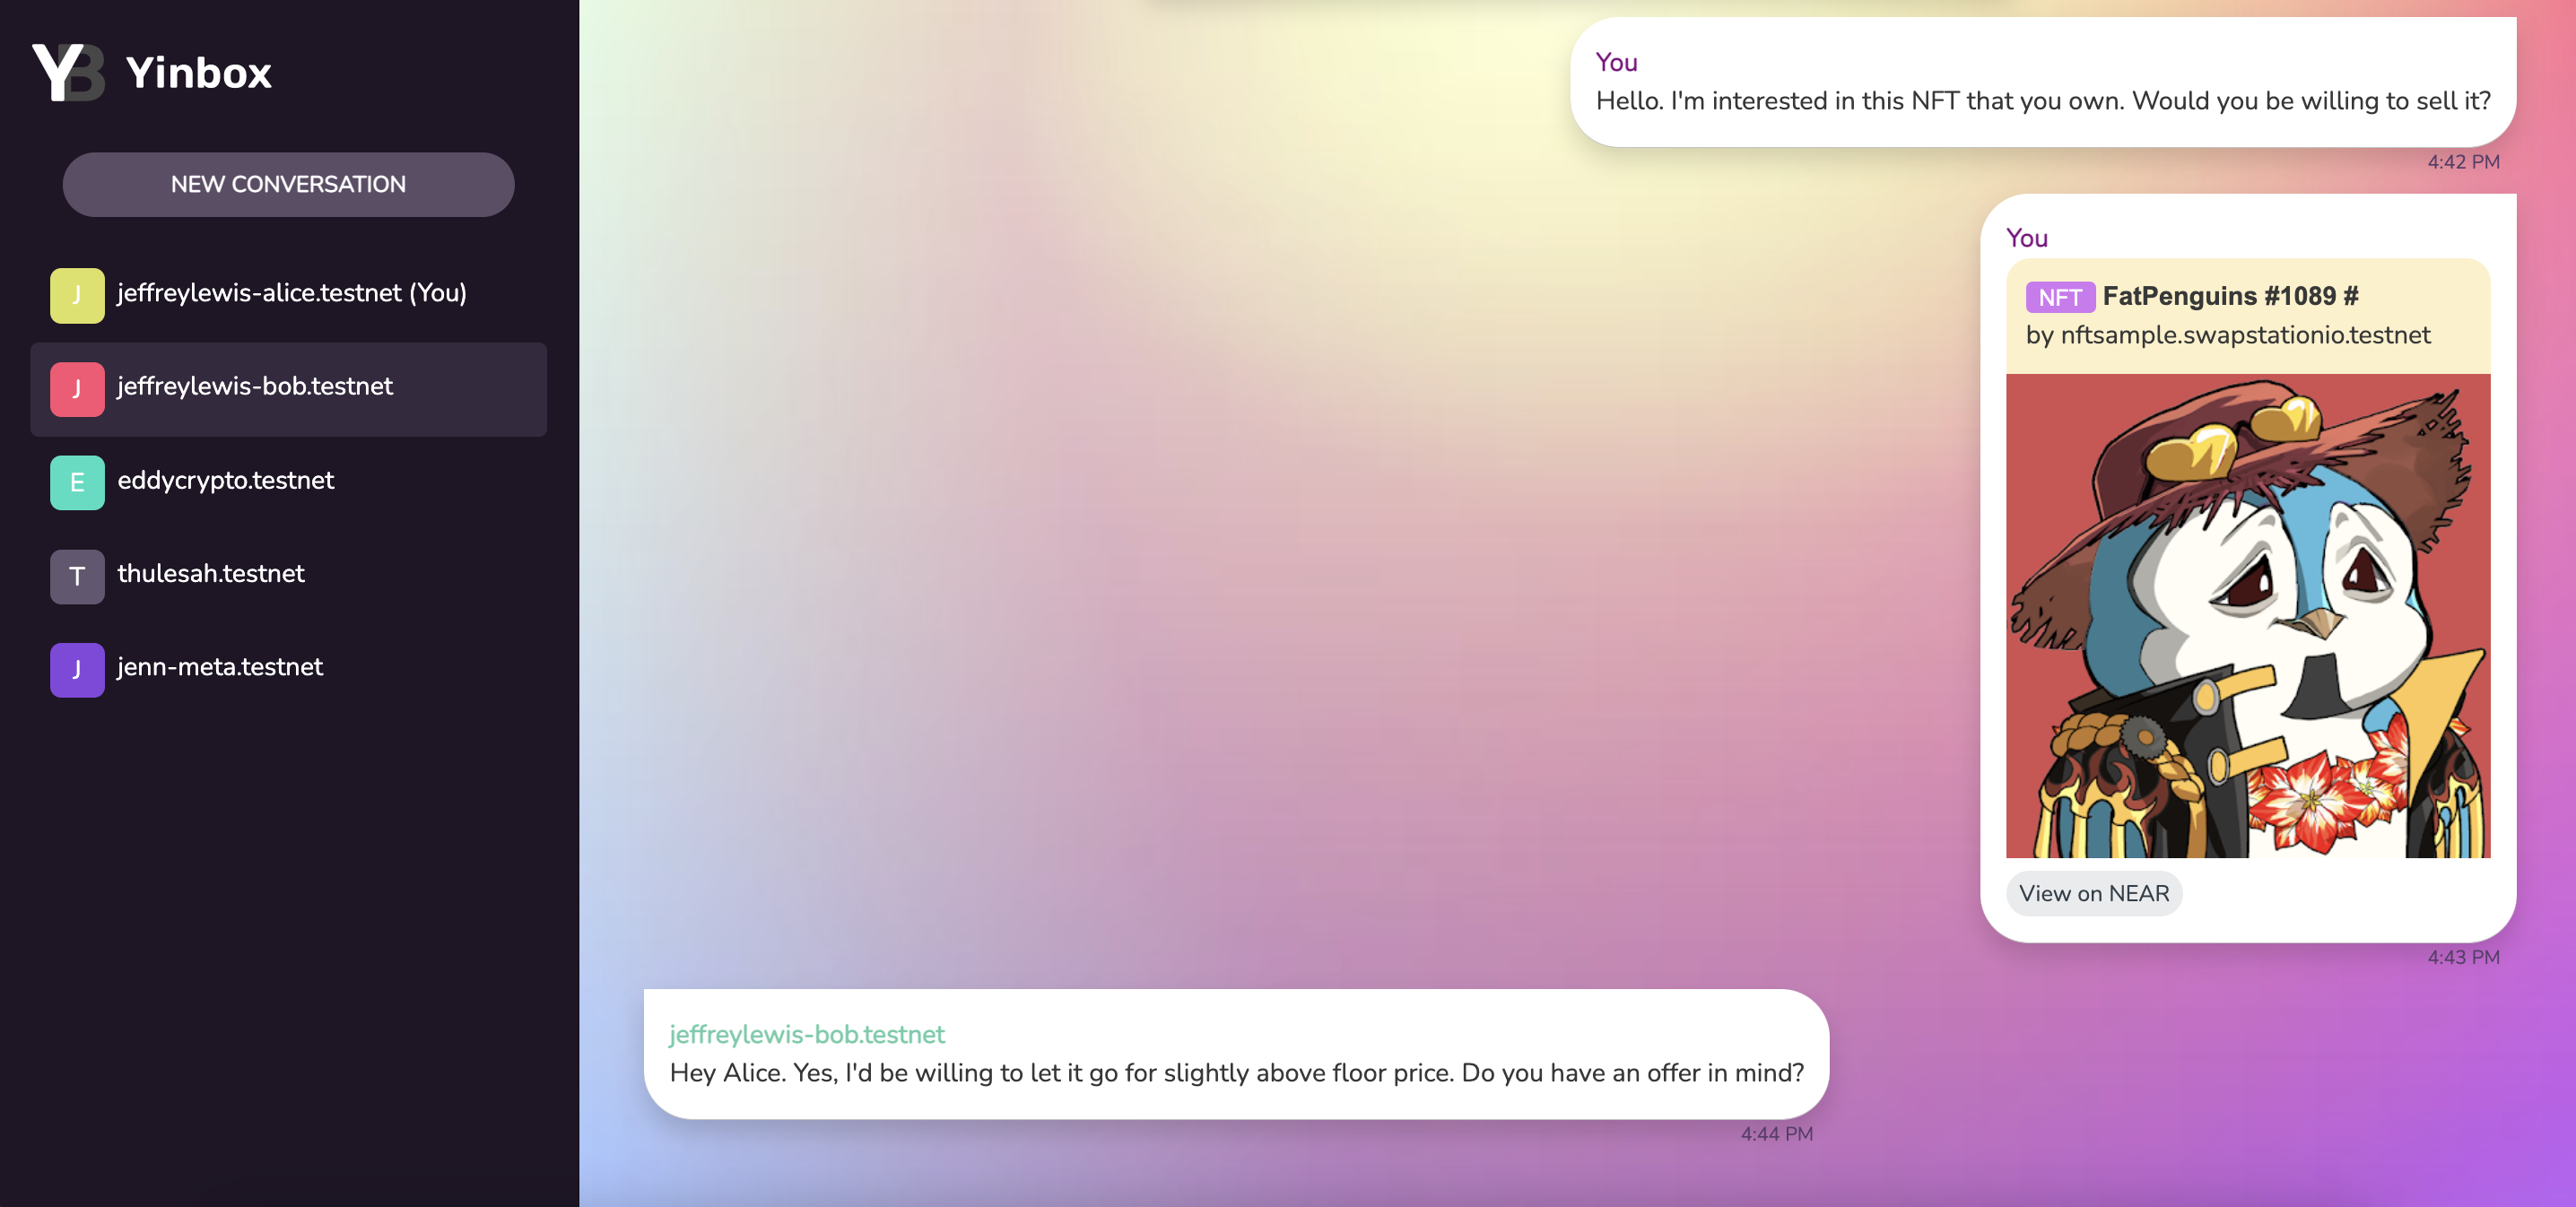 YB Yinbox
NEW CONVERSATION
J jeffreylewis-alice.testnet (You)
J jeffreylewis-bob.testnet
E eddycrypto.testnet
T thulesah.testnet
J jenn-meta.testnet
You
Hello. I'm interested in this NFT that you own. Would you be willing to sell it?
4:42 PM
You
NFT FatPenguins #1089 #
by nftsample.swapstationio.testnet
View on NEAR
4:43 PM
jeffreylewis-bob.testnet
Hey Alice. Yes, I'd be willing to let it go for slightly above floor price. Do you have an offer in mind?
4:44 PM